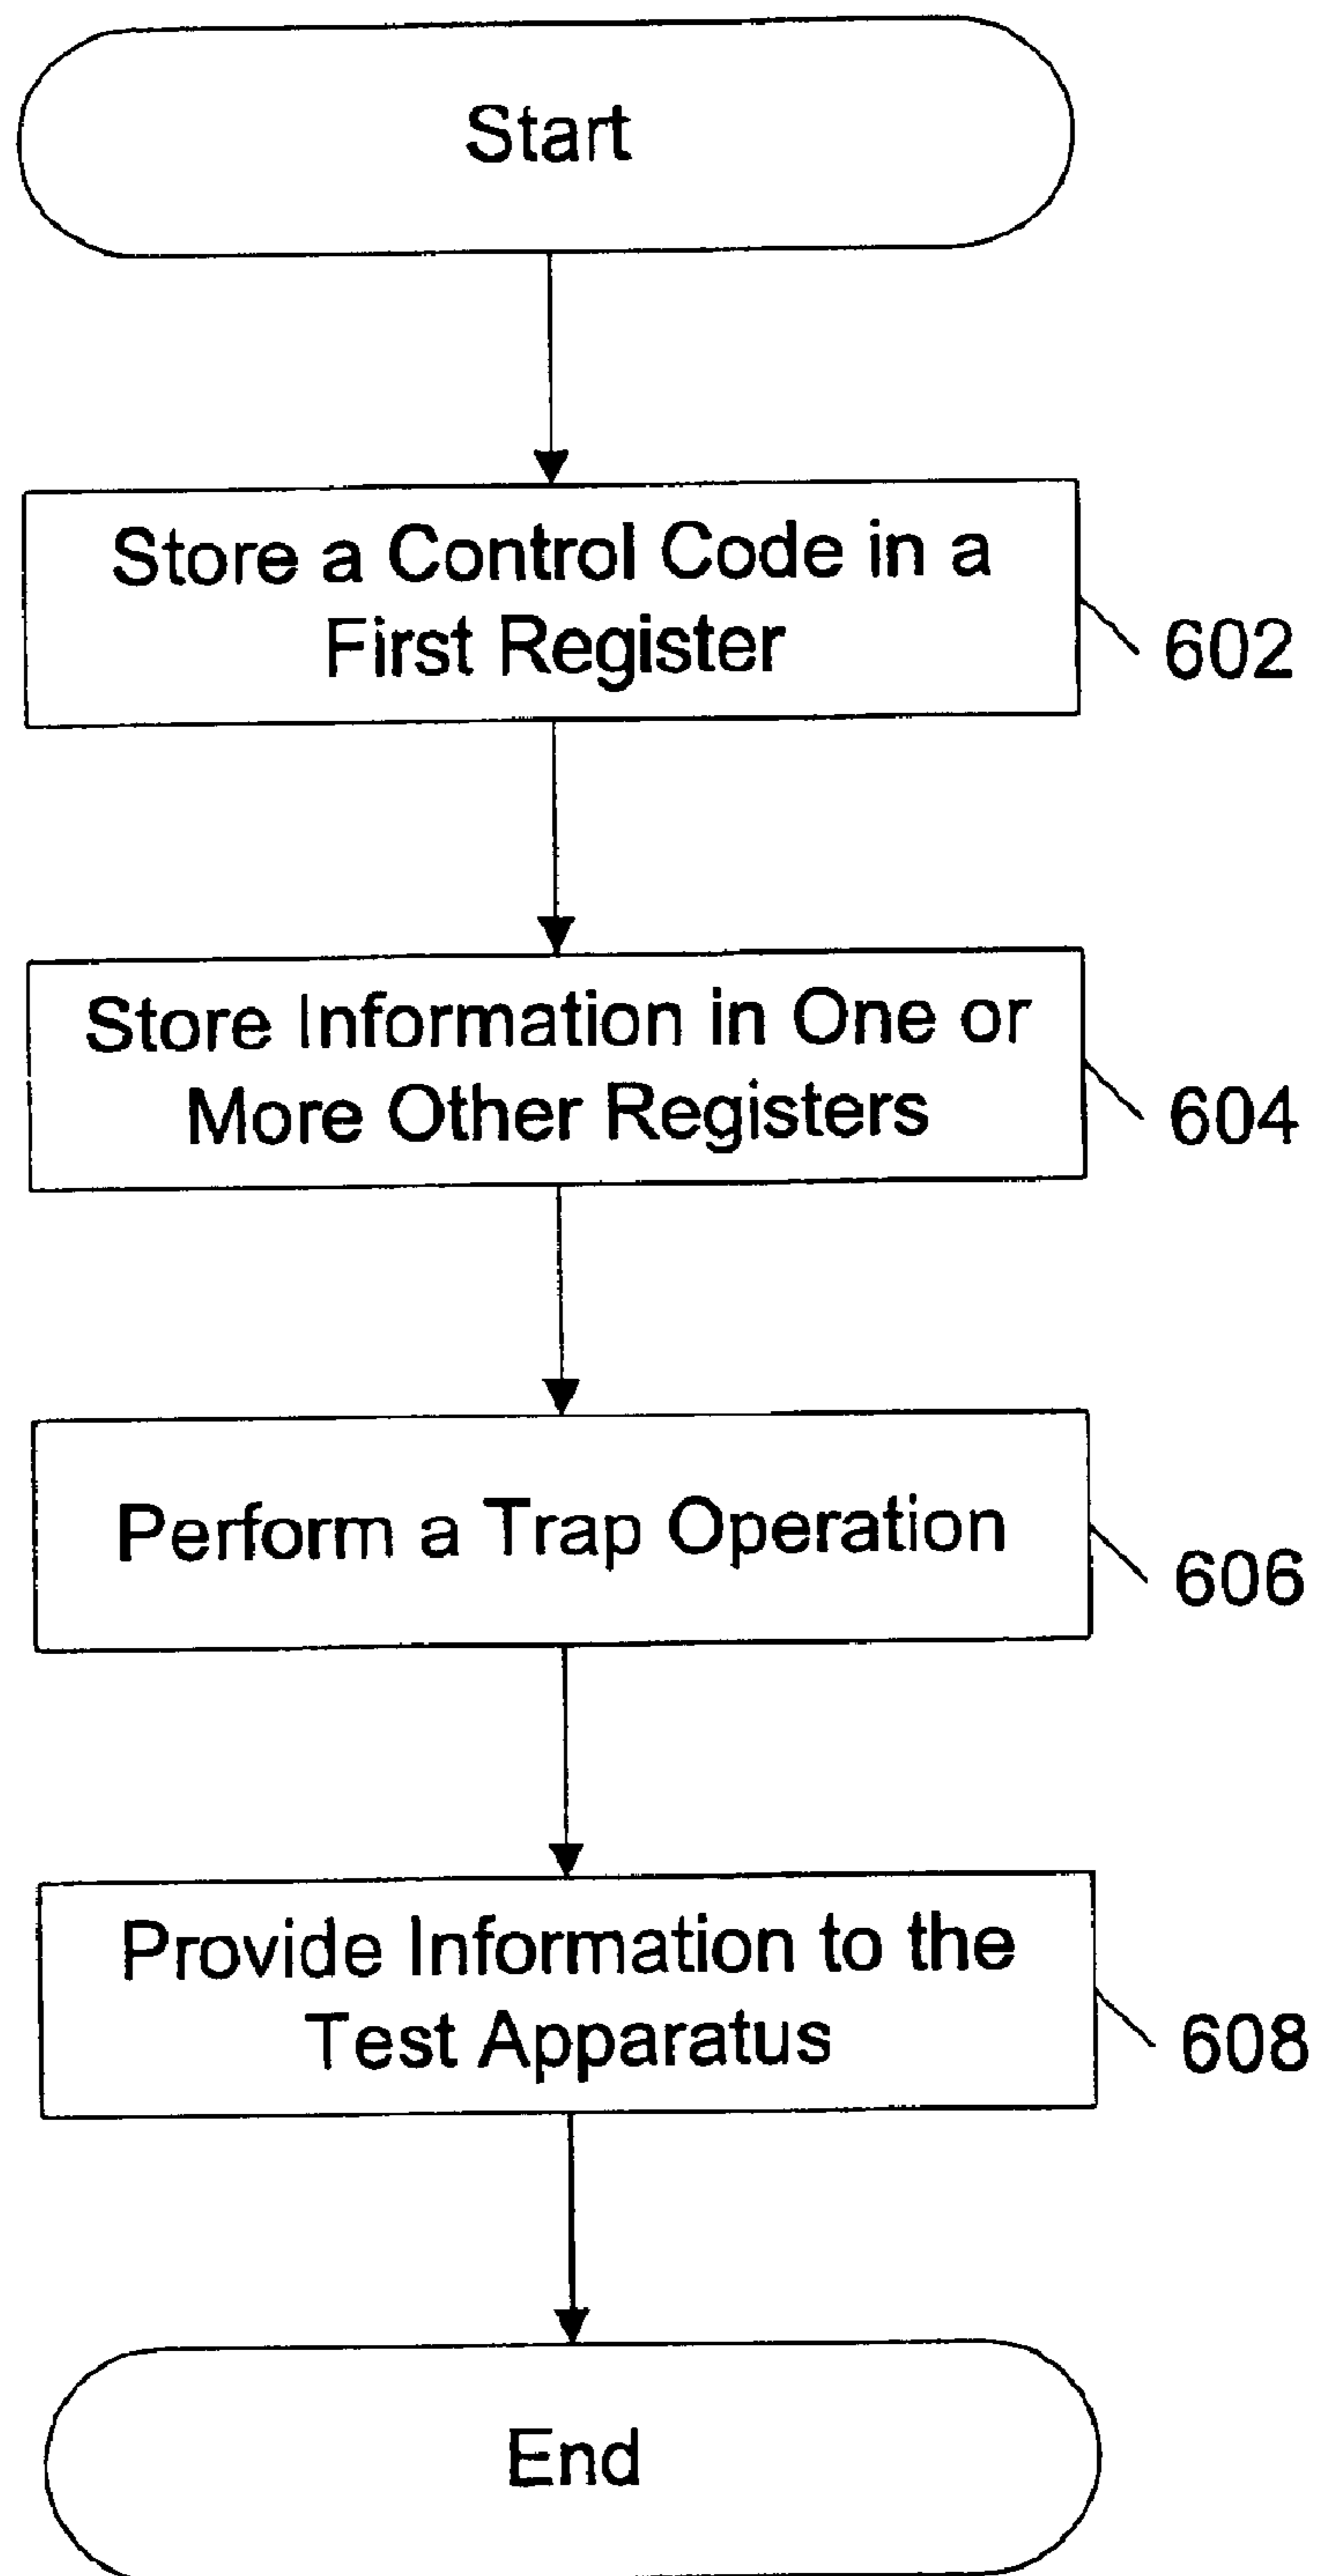 Start
Store a Control Code in a
First Register
602
Store Information in One or
More Other Registers
604
Perform a Trap Operation
606
Provide Information to the
Test Apparatus
608
End